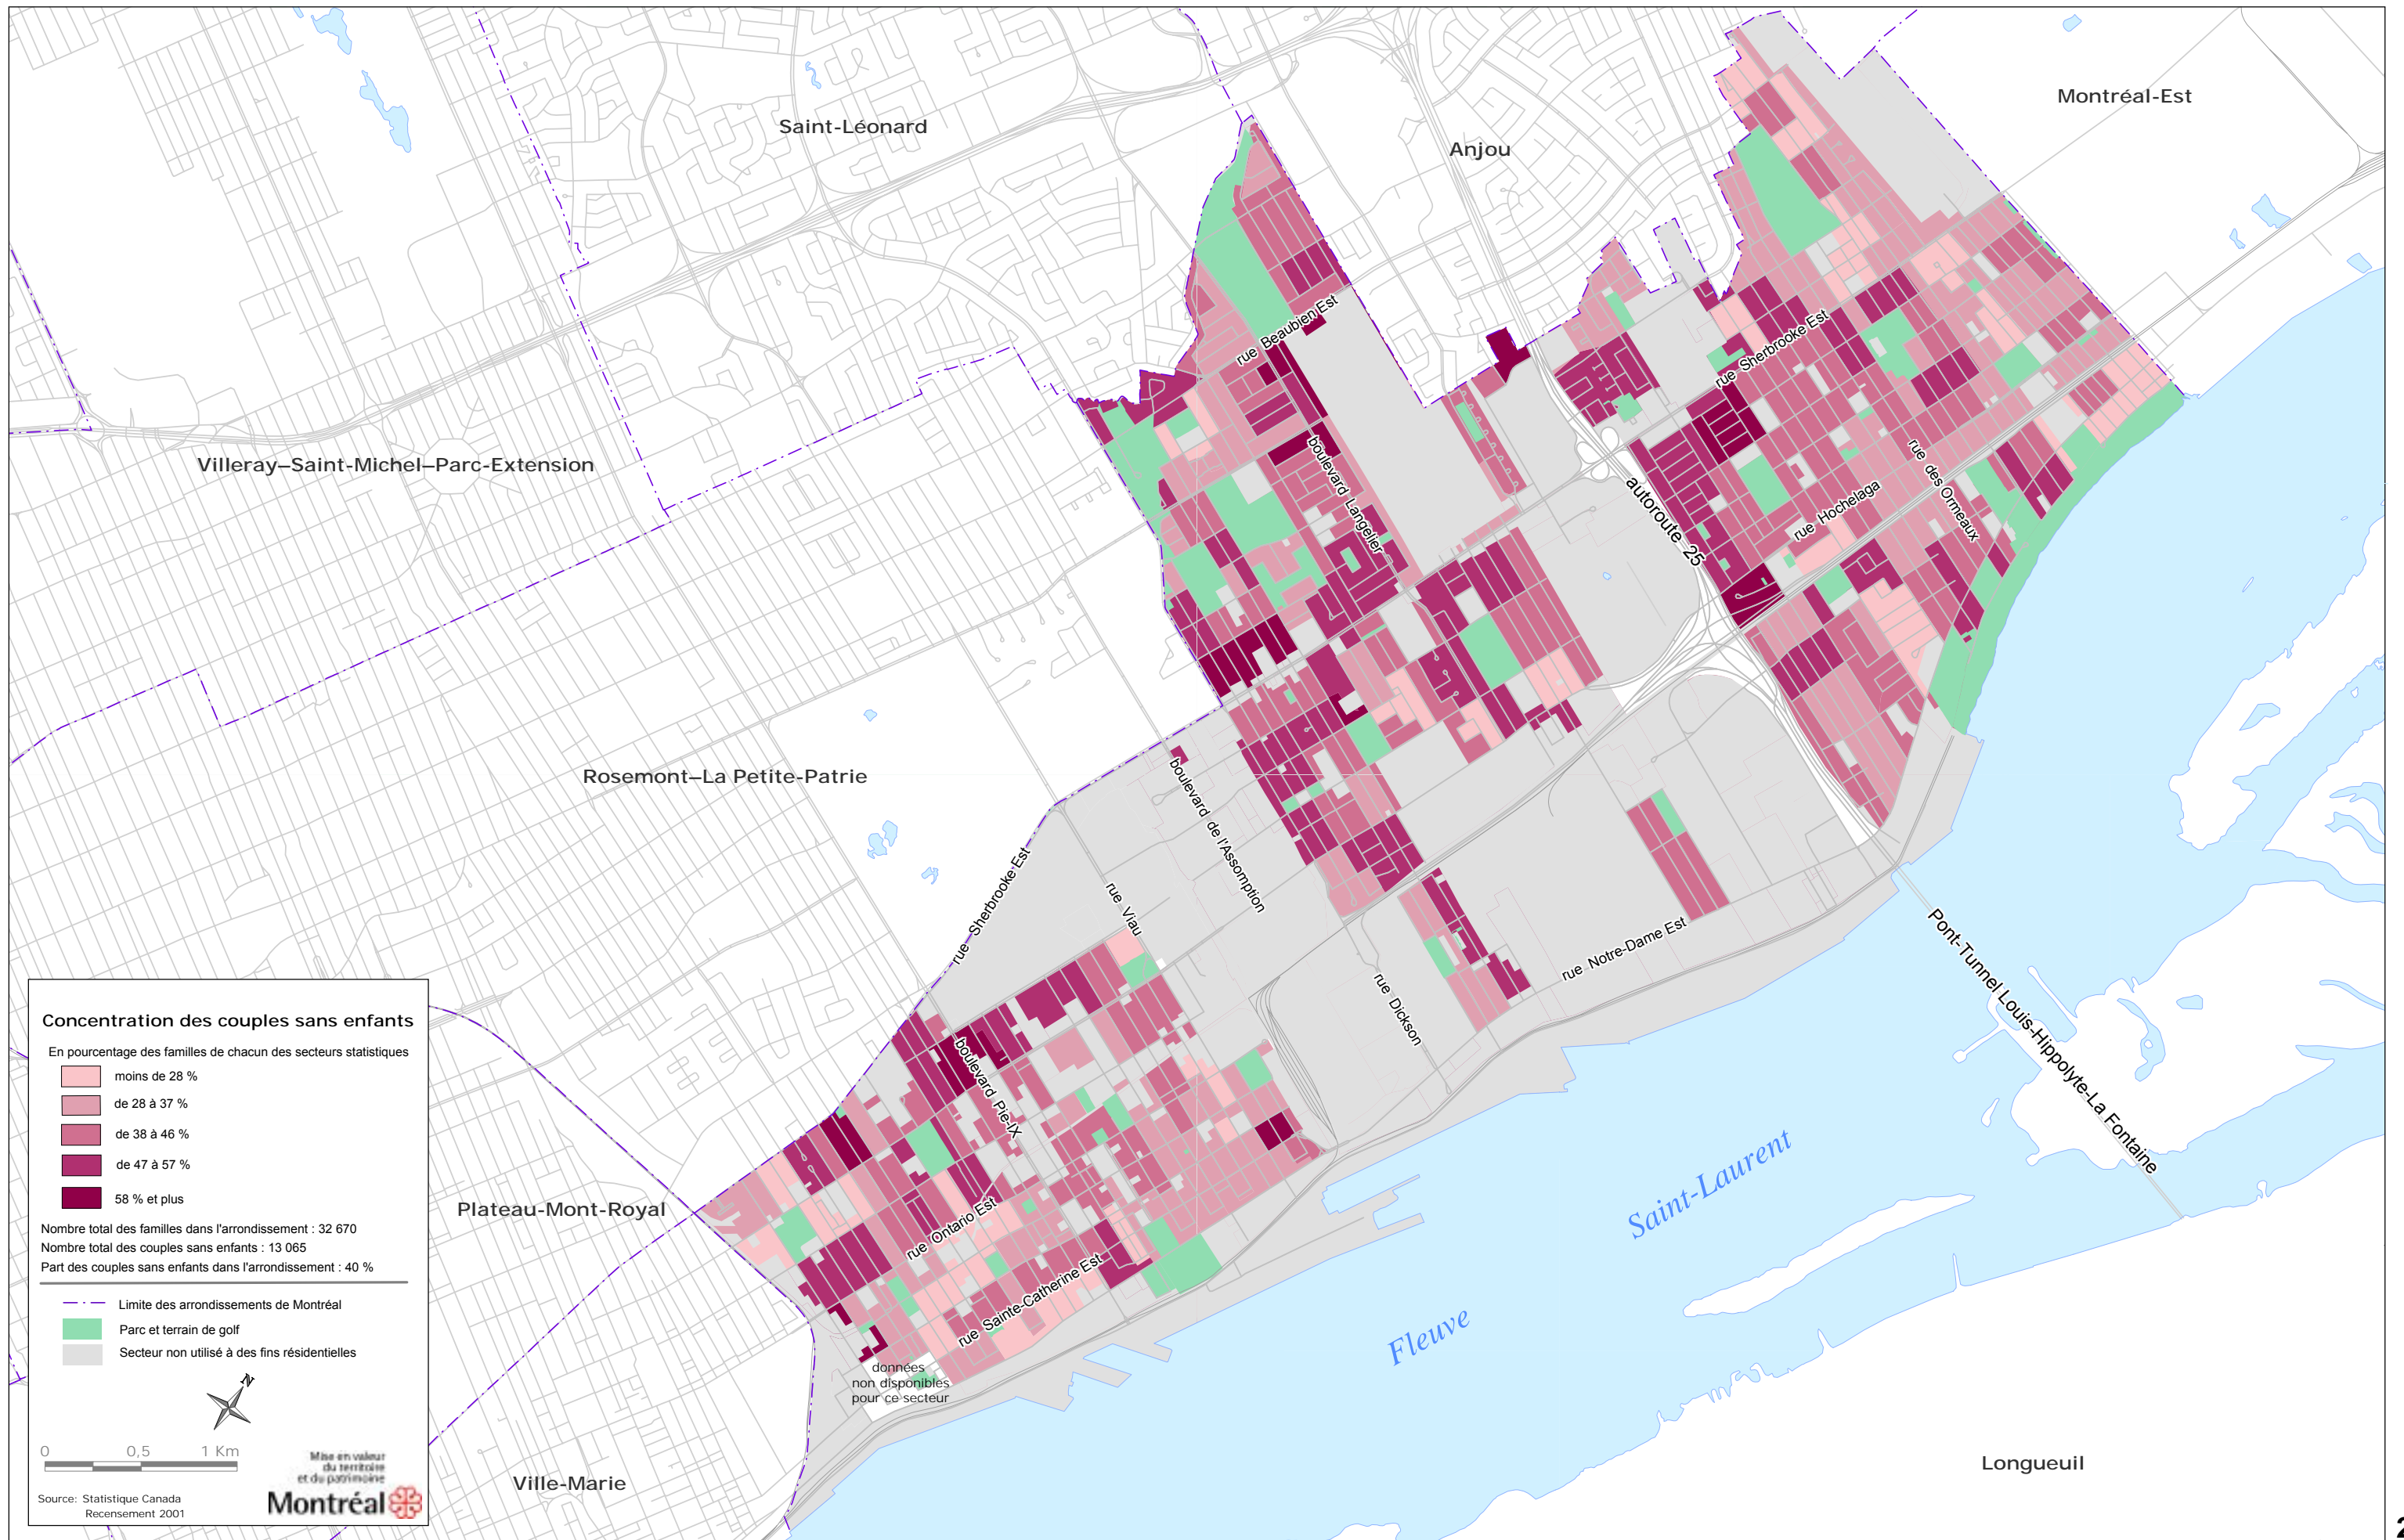 Montréal-Est
Saint-Léonard
Anjou
rue Beaubien Est
rue Sherbrooke Est
Villeray–Saint-Michel–Parc-Extension
boulevard Langelier
autoroute 25
rue Hochelaga
rue des Ormeaux
Rosemont–La Petite-Patrie
boulevard de l'Assomption
rue Sherbrooke Est
rue Viau
rue Dickson
rue Notre-Dame Est
Pont-Tunnel Louis-Hippolyte-La Fontaine
boulevard Pie-IX
Plateau-Mont-Royal
rue Ontario Est
rue Sainte-Catherine Est
Fleuve
Saint-Laurent
données
non disponibles
pour ce secteur
Ville-Marie
Longueuil
Concentration des couples sans enfants
En pourcentage des familles de chacun des secteurs statistiques
moins de 28 %
de 28 à 37 %
de 38 à 46 %
de 47 à 57 %
58 % et plus
Nombre total des familles dans l'arrondissement : 32 670
Nombre total des couples sans enfants : 13 065
Part des couples sans enfants dans l'arrondissement : 40 %
Limite des arrondissements de Montréal
Parc et terrain de golf
Secteur non utilisé à des fins résidentielles
N
0 0,5 1 Km
Mise en valeur
du territoire
et du patrimoine
Montréal
Source: Statistique Canada
Recensement 2001
2